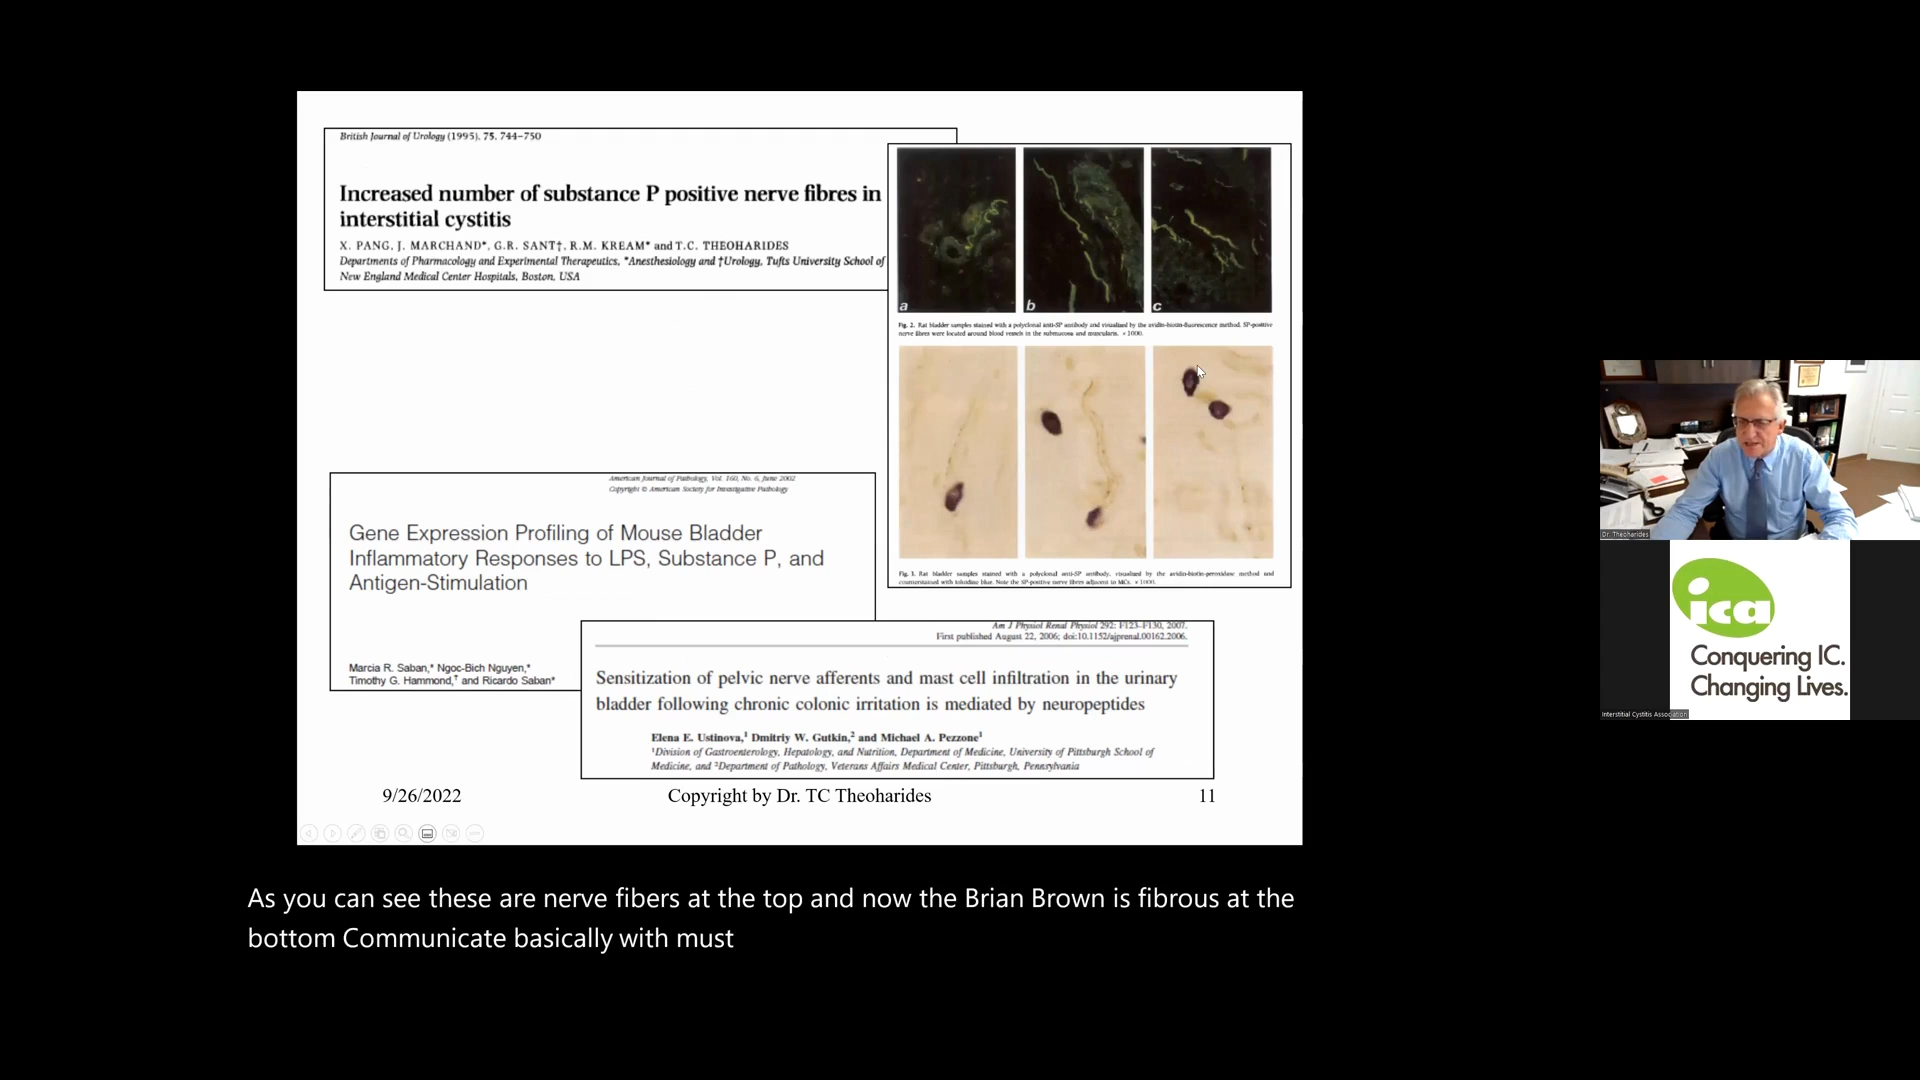 British Journal of Urology (1995), 75, 744–750
Increased number of substance P positive nerve fibres in
interstitial cystitis
X. PANG, J. MARCHAND*, G.R. SANT†, R.M. KREAM* and T.C. THEOHARIDES
Departments of Pharmacology and Experimental Therapeutics, *Anesthesiology and †Urology, Tufts University School of
New England Medical Center Hospitals, Boston, USA
a
b
c
Fig. 2. Rat bladder samples stained with a polyclonal anti-SP antibody and visualized by the avidin-biotin-fluorescence method. SP-positive
nerve fibres were located around blood vessels in the submucosa and muscularis. × 1000.
Rat bladder samples stained with a polyclonal anti-SP antibody, visualized by the avidin-biotin-peroxidase method and
counterstained with toluidine blue. Note the SP-positive nerve fibres adjacent to MCs. × 1000.
American Journal of Pathology, Vol. 160, No. 6, June 2002
Copyright © American Society for Investigative Pathology
Gene Expression Profiling of Mouse Bladder
Inflammatory Responses to LPS, Substance P, and
Antigen-Stimulation
Marcia R. Saban,* Ngoc-Bich Nguyen,*
Timothy G. Hammond,† and Ricardo Saban*
Am J Physiol Renal Physiol 292: F123–F130, 2007.
First published August 22, 2006; doi:10.1152/ajprenal.00162.2006.
Sensitization of pelvic nerve afferents and mast cell infiltration in the urinary
bladder following chronic colonic irritation is mediated by neuropeptides
Elena E. Ustinova,¹ Dmitriy W. Gutkin,² and Michael A. Pezzone¹
¹Division of Gastroenterology, Hepatology, and Nutrition, Department of Medicine, University of Pittsburgh School of
Medicine, and ²Department of Pathology, Veterans Affairs Medical Center, Pittsburgh, Pennsylvania
9/26/2022
Copyright by Dr. TC Theoharides
11
Dr. Theoharides
ica
Conquering IC.
Changing Lives.
Interstitial Cystitis Association
As you can see these are nerve fibers at the top and now the Brian Brown is fibrous at the
bottom Communicate basically with must